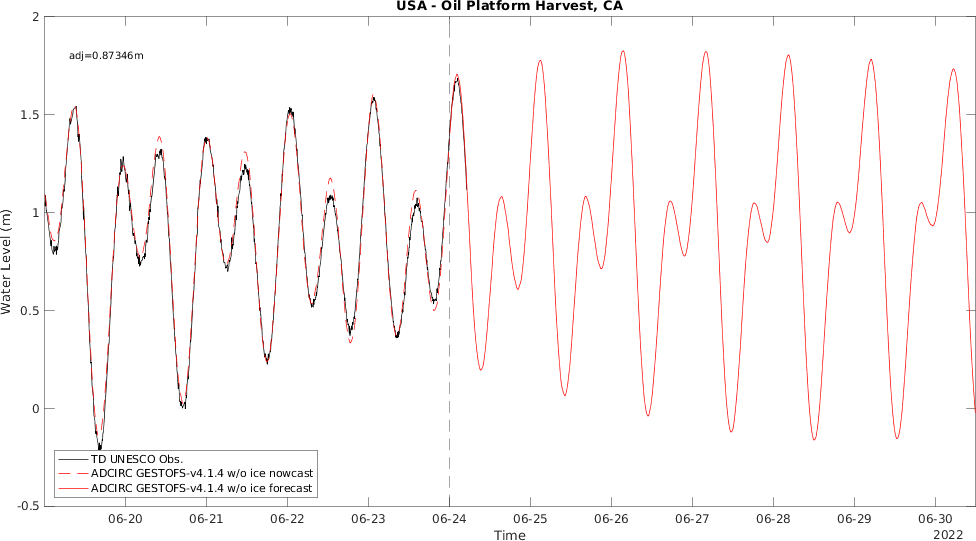 USA - Oil Platform Harvest, CA
adj=0.87346m
Water Level (m)
2
1.5
1
0.5
0
-0.5
TD UNESCO Obs.
ADCIRC GESTOFS-v4.1.4 w/o ice nowcast
ADCIRC GESTOFS-v4.1.4 w/o ice forecast
06-20 06-21 06-22 06-23 06-24 06-25 06-26 06-27 06-28 06-29 06-30
Time
2022